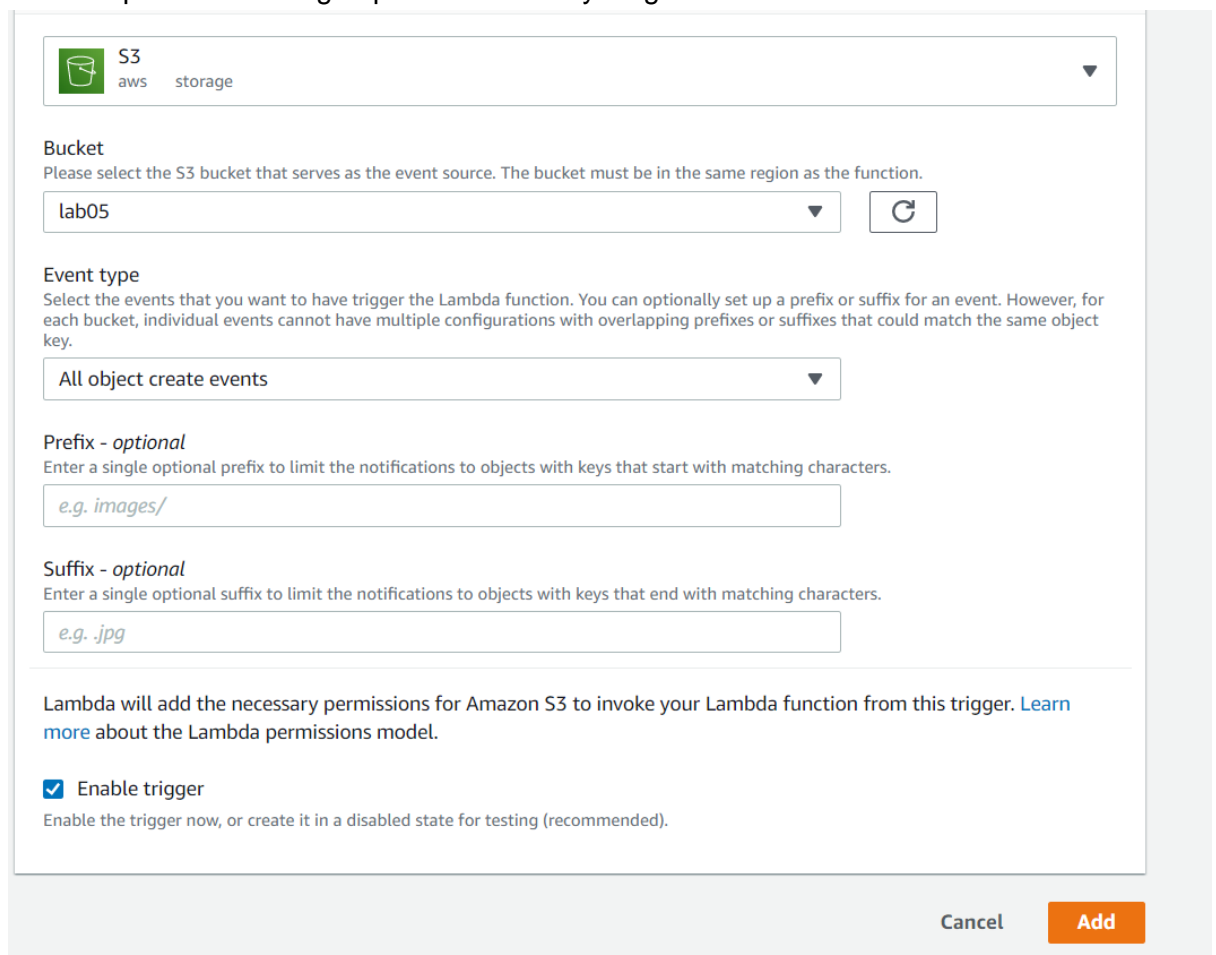 S3
aws storage
Bucket
Please select the S3 bucket that serves as the event source. The bucket must be in the same region as the function.
lab05
Event type
Select the events that you want to have trigger the Lambda function. You can optionally set up a prefix or suffix for an event. However, for
each bucket, individual events cannot have multiple configurations with overlapping prefixes or suffixes that could match the same object
key.
All object create events
Prefix - optional
Enter a single optional prefix to limit the notifications to objects with keys that start with matching characters.
e.g. images/
Suffix - optional
Enter a single optional suffix to limit the notifications to objects with keys that end with matching characters.
e.g. .jpg
Lambda will add the necessary permissions for Amazon S3 to invoke your Lambda function from this trigger. Learn
more about the Lambda permissions model.
Enable trigger
Enable the trigger now, or create it in a disabled state for testing (recommended).
Cancel Add